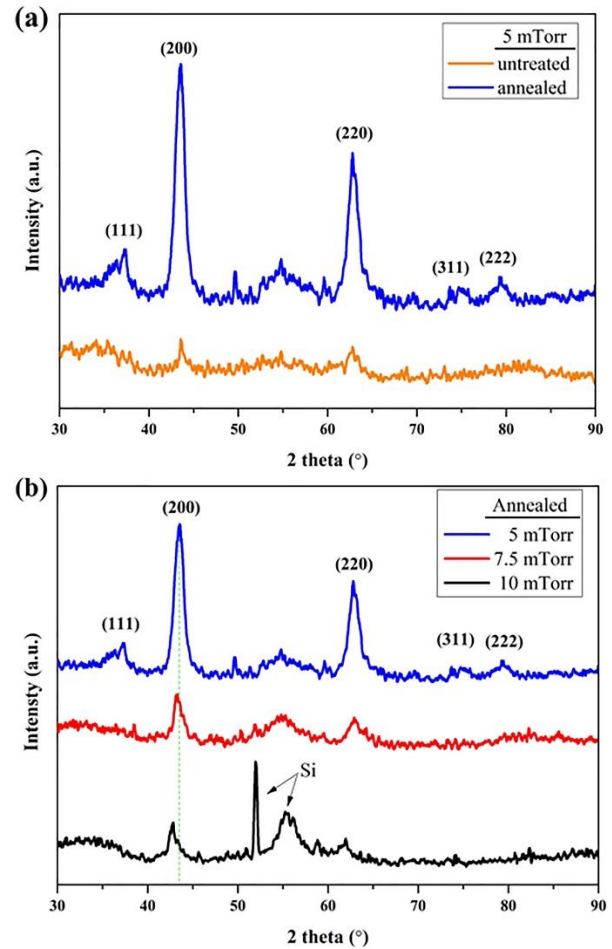 (a)
5 mTorr
untreated
annealed
(200)
(220)
(111)
(311)
(222)
Intensity (a.u.)
30 40 50 60 70 80 90
2 theta (°)
(b)
Annealed
5 mTorr
7.5 mTorr
10 mTorr
(200)
(220)
(111)
(311)
(222)
Si
Intensty (a.u.)
30 40 50 60 70 80 90
2 theta (°)